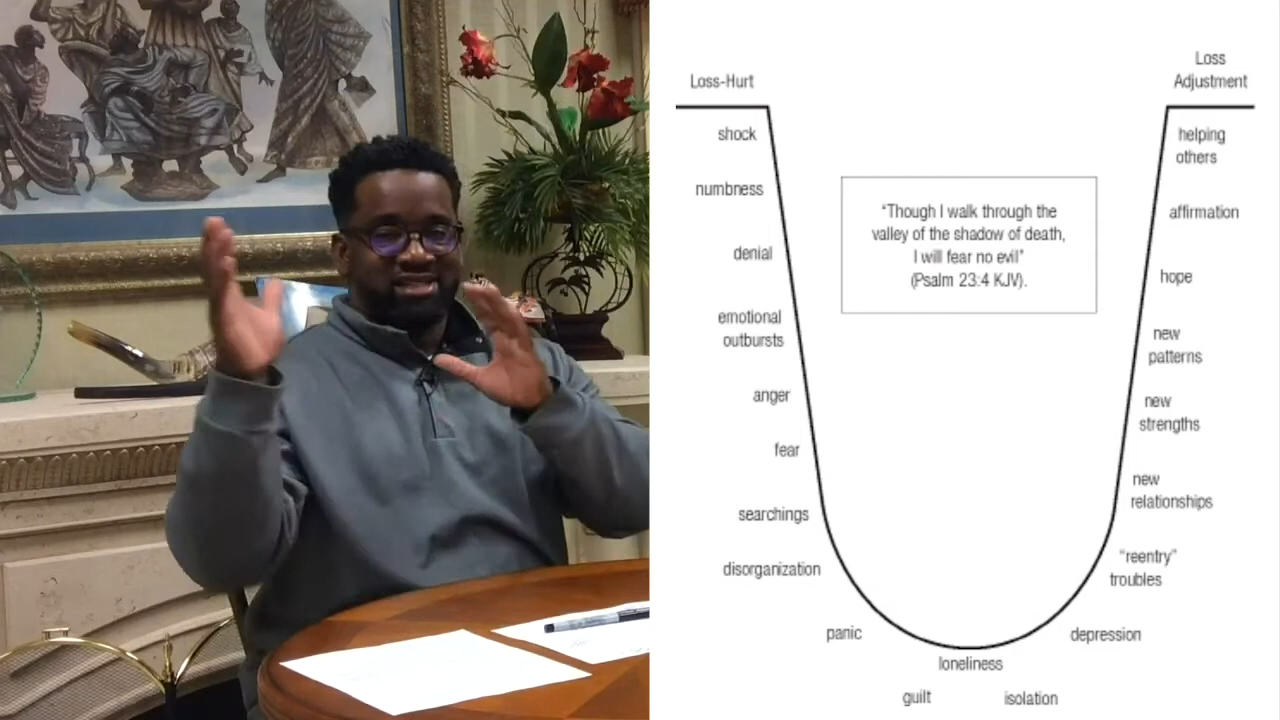 Loss-Hurt
shock
numbness
denial
emotional
outbursts
anger
fear
searchings
disorganization
panic
loneliness
guilt
isolation
depression
"reentry"
troubles
new
relationships
new
strengths
new
patterns
hope
affirmation
helping
others
Loss
Adjustment
"Though I walk through the
valley of the shadow of death,
I will fear no evil"
(Psalm 23:4 KJV).